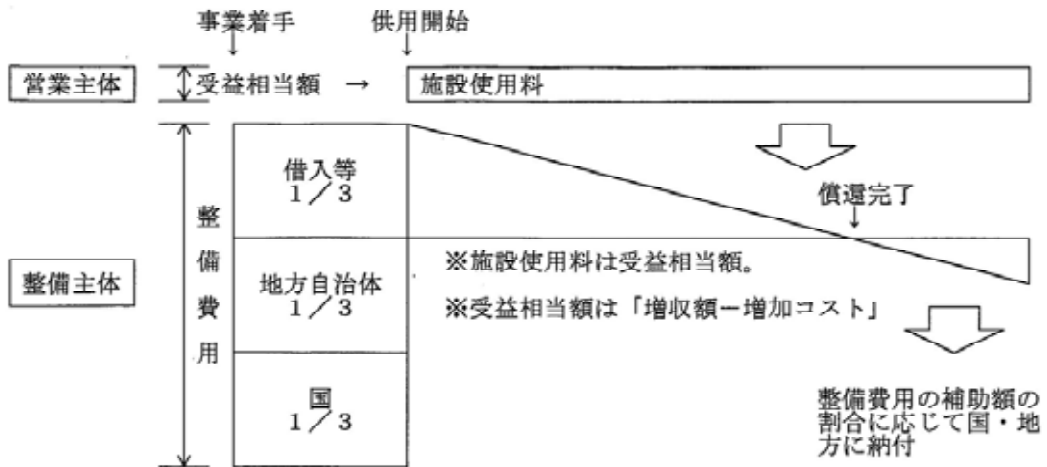 事業着手
供用開始
↓
↓
営業主体
受益相当額 →
施設使用料
整備費用
借入等
1／3
償還完了
↓
整備主体
地方自治体
1／3
※施設使用料は受益相当額。
※受益相当額は「増収額－増加コスト」
国
1／3
整備費用の補助額の
割合に応じて国・地
方に納付